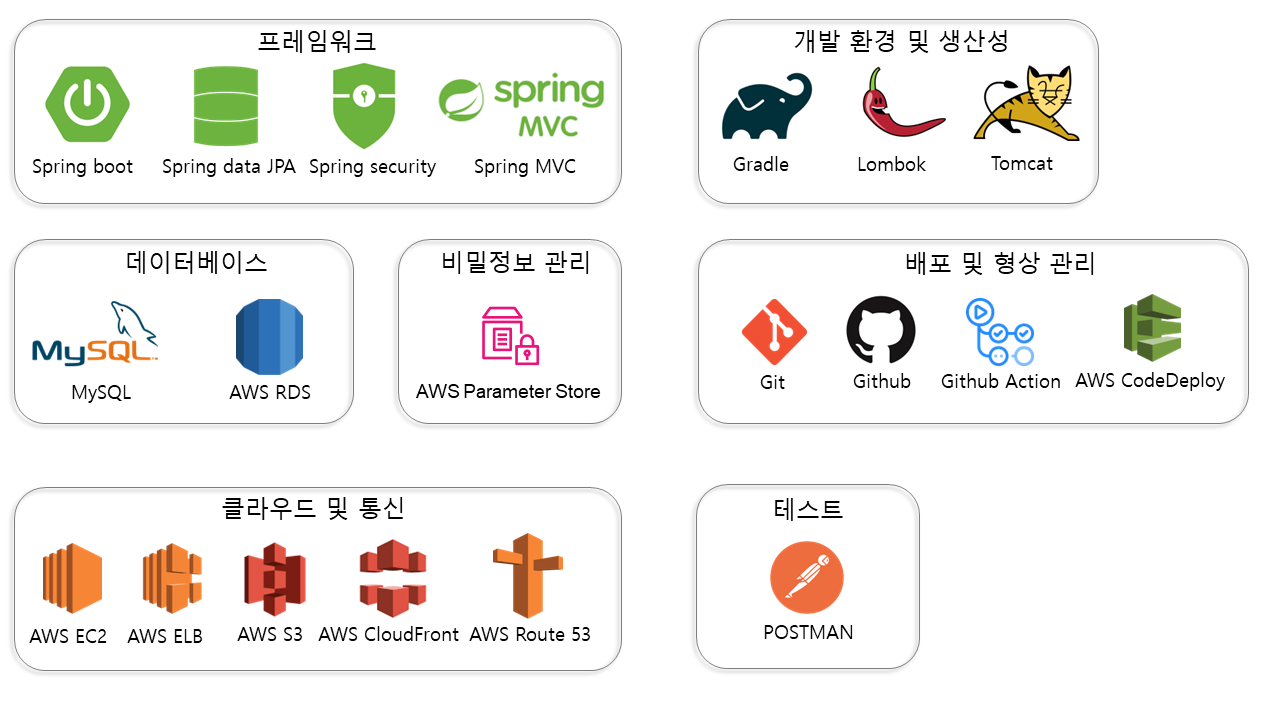 프레임워크
spring
MVC
Spring boot
Spring data JPA
Spring security
Spring MVC
개발 환경 및 생산성
Gradle
Lombok
Tomcat
데이터베이스
MySQL
MySQL
AWS RDS
비밀정보 관리
AWS Parameter Store
배포 및 형상 관리
Git
Github
Github Action
AWS CodeDeploy
클라우드 및 통신
AWS EC2
AWS ELB
AWS S3
AWS CloudFront
AWS Route 53
테스트
POSTMAN